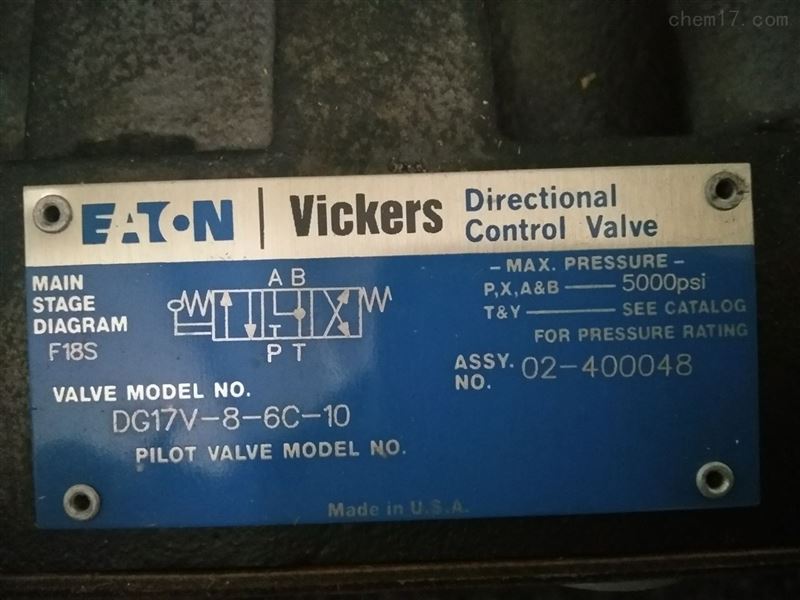 chem17.com
EATON | Vickers Directional
Control Valve
MAIN
STAGE
DIAGRAM
F18S
A B
T
P T
- MAX. PRESSURE -
P,X,A&B — 5000psi
T&Y — SEE CATALOG
FOR PRESSURE RATING
ASSY.
NO. 02-400048
VALVE MODEL NO.
DG17V-8-6C-10
PILOT VALVE MODEL NO.
Made in U.S.A.